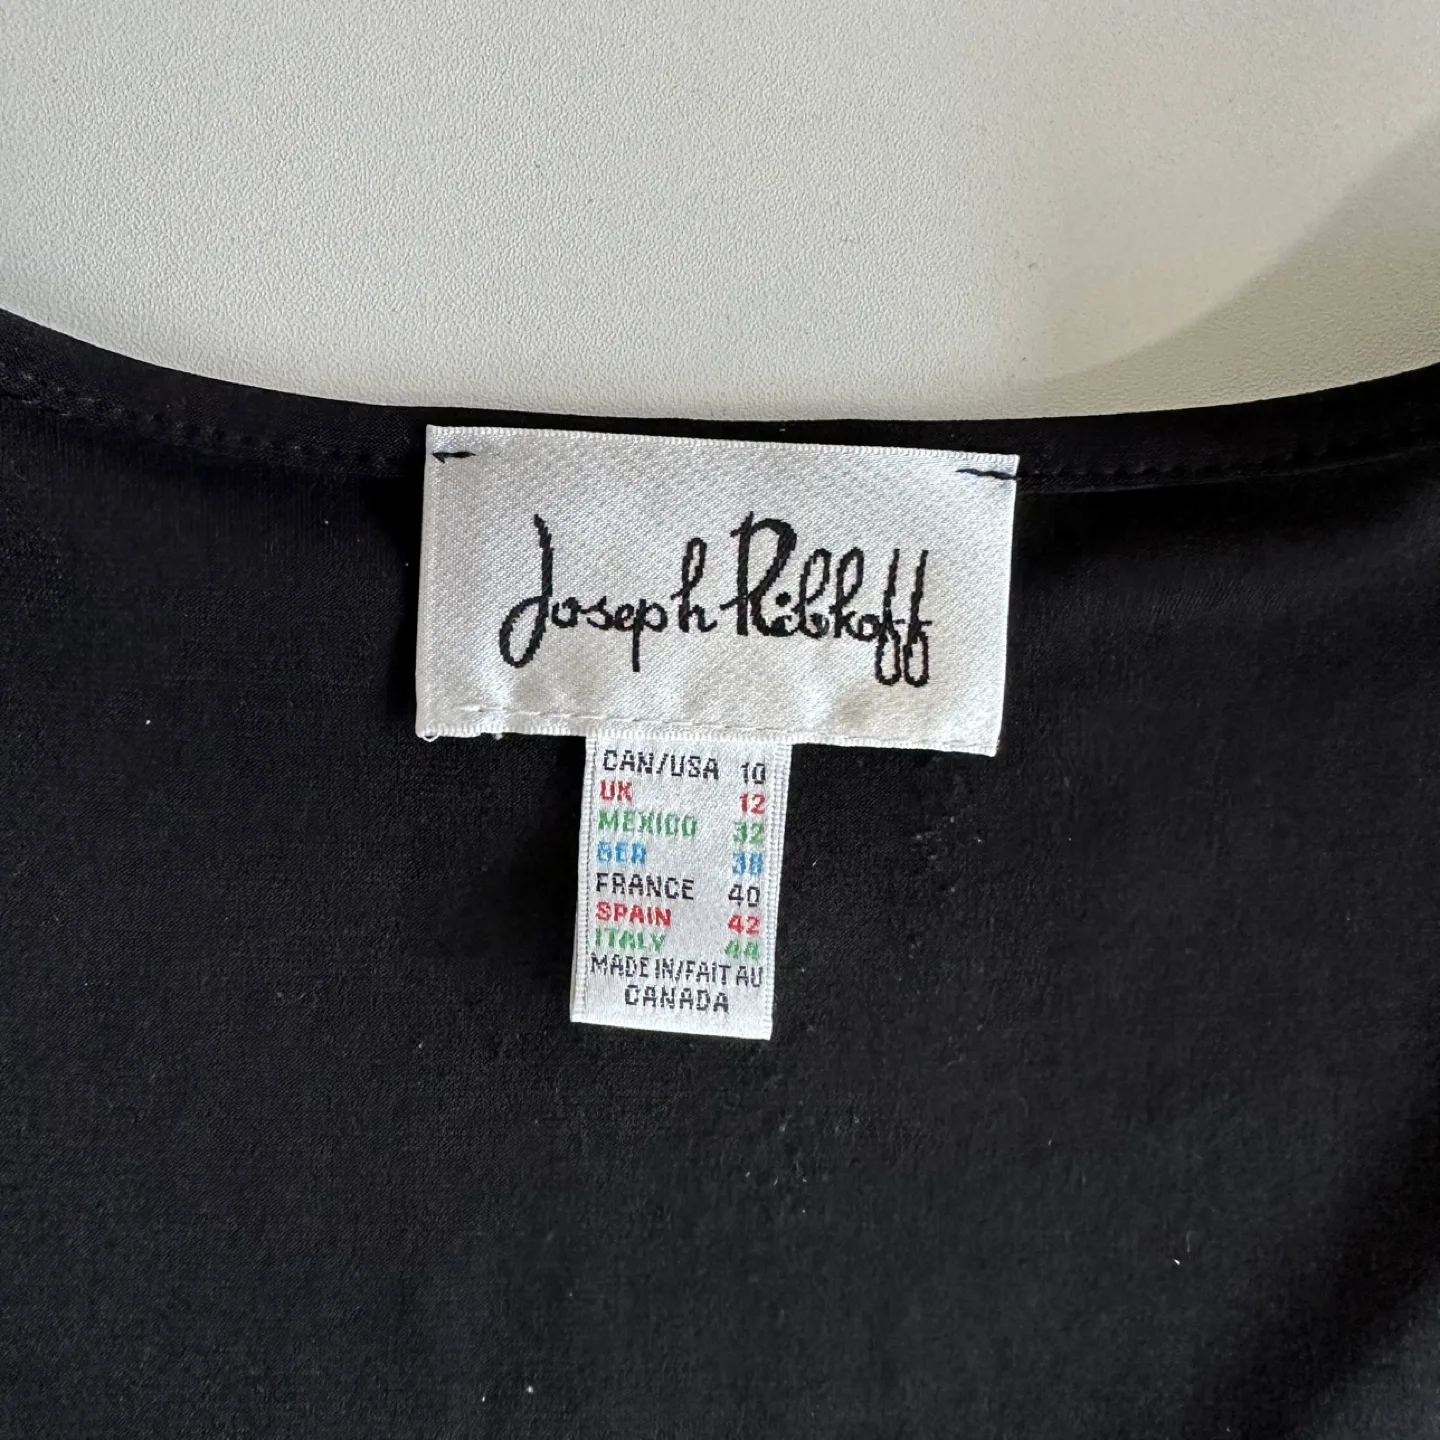 Joseph Ribkoff
CAN/USA 10
UK 12
MEXICO 32
GER 38
FRANCE 40
SPAIN 42
ITALY 44
MADE IN/FAIT AU
CANADA